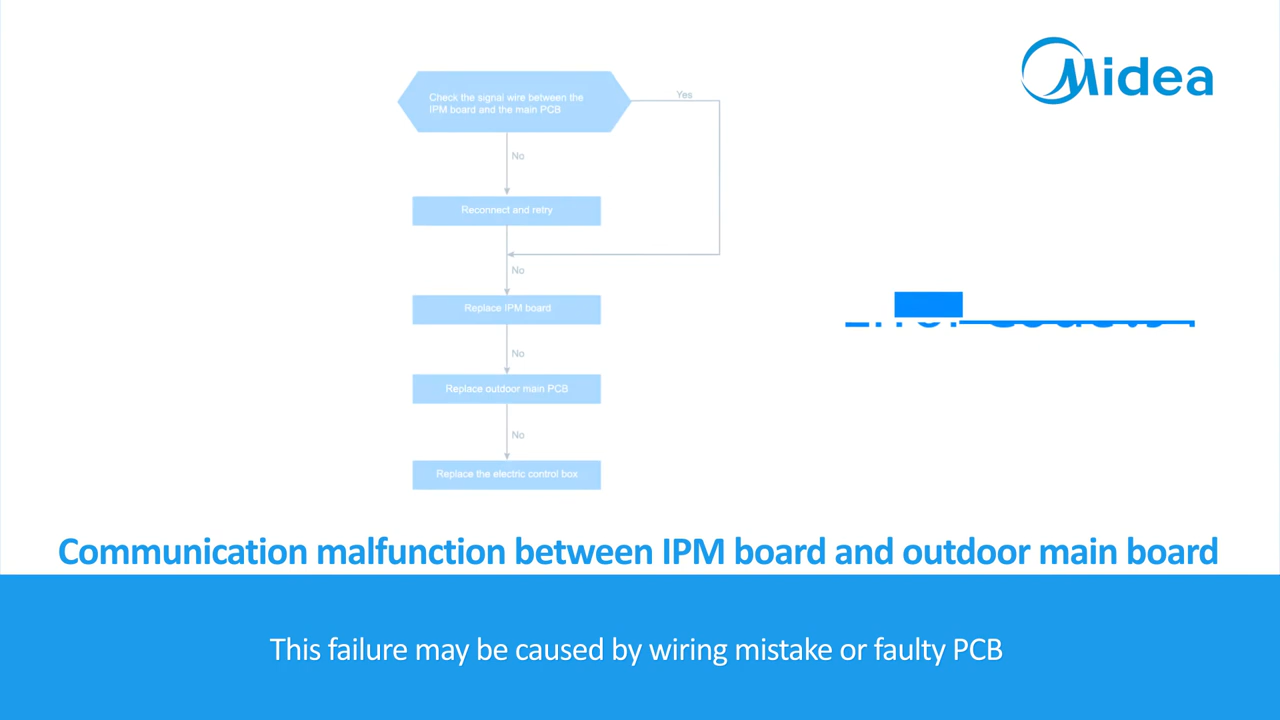 Midea
Check the signal wire between the
IPM board and the main PCB
Yes
No
Reconnect and retry
No
Replace IPM board
No
Replace outdoor main PCB
No
Replace the electric control box
Communication malfunction between IPM board and outdoor main board
This failure may be caused by wiring mistake or faulty PCB